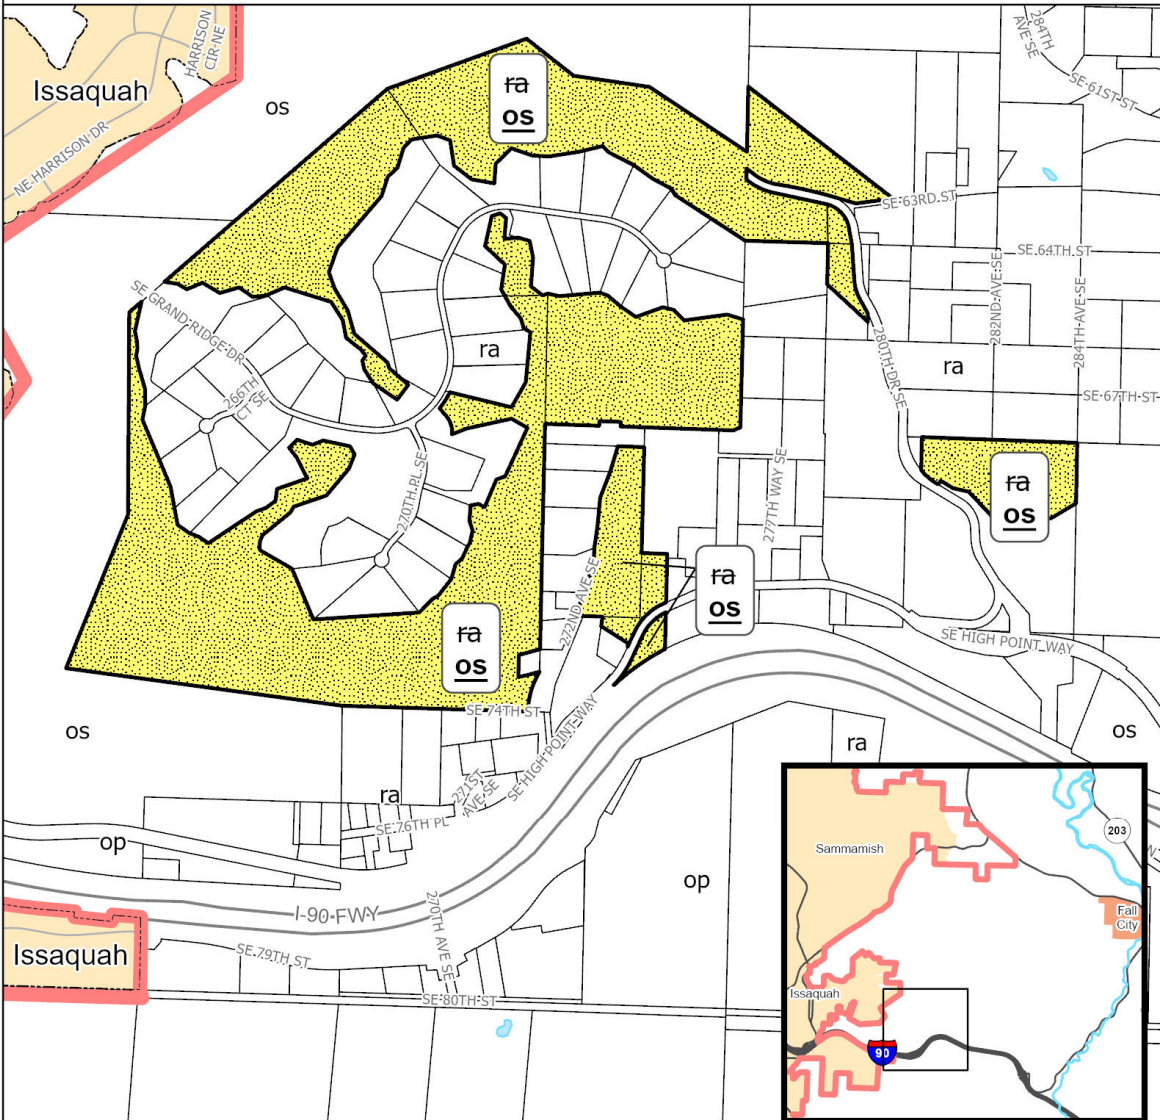 HARRISON
CIR NE
284TH
AVE SE
Issaquah
os
ra
os
SE 61ST ST
NE HARRISON DR
SE 63RD ST
SE 64TH ST
282ND AVE SE
284TH AVE SE
SE GRAND RIDGE DR
280TH DR SE
ra
ra
266TH
CT SE
SE 67TH ST
270TH PL SE
277TH WAY SE
ra
os
272ND AVE SE
ra
os
ra
os
SE HIGH POINT WAY
SE 74TH ST
os
os
ra
SE HIGH POINT WAY
271ST
AVE SE
ra
SE 76TH PL
op
op
I-90 FWY
270TH AVE SE
Issaquah
SE 79TH ST
SE 80TH ST
203
Sammamish
Fall
City
Issaquah
90